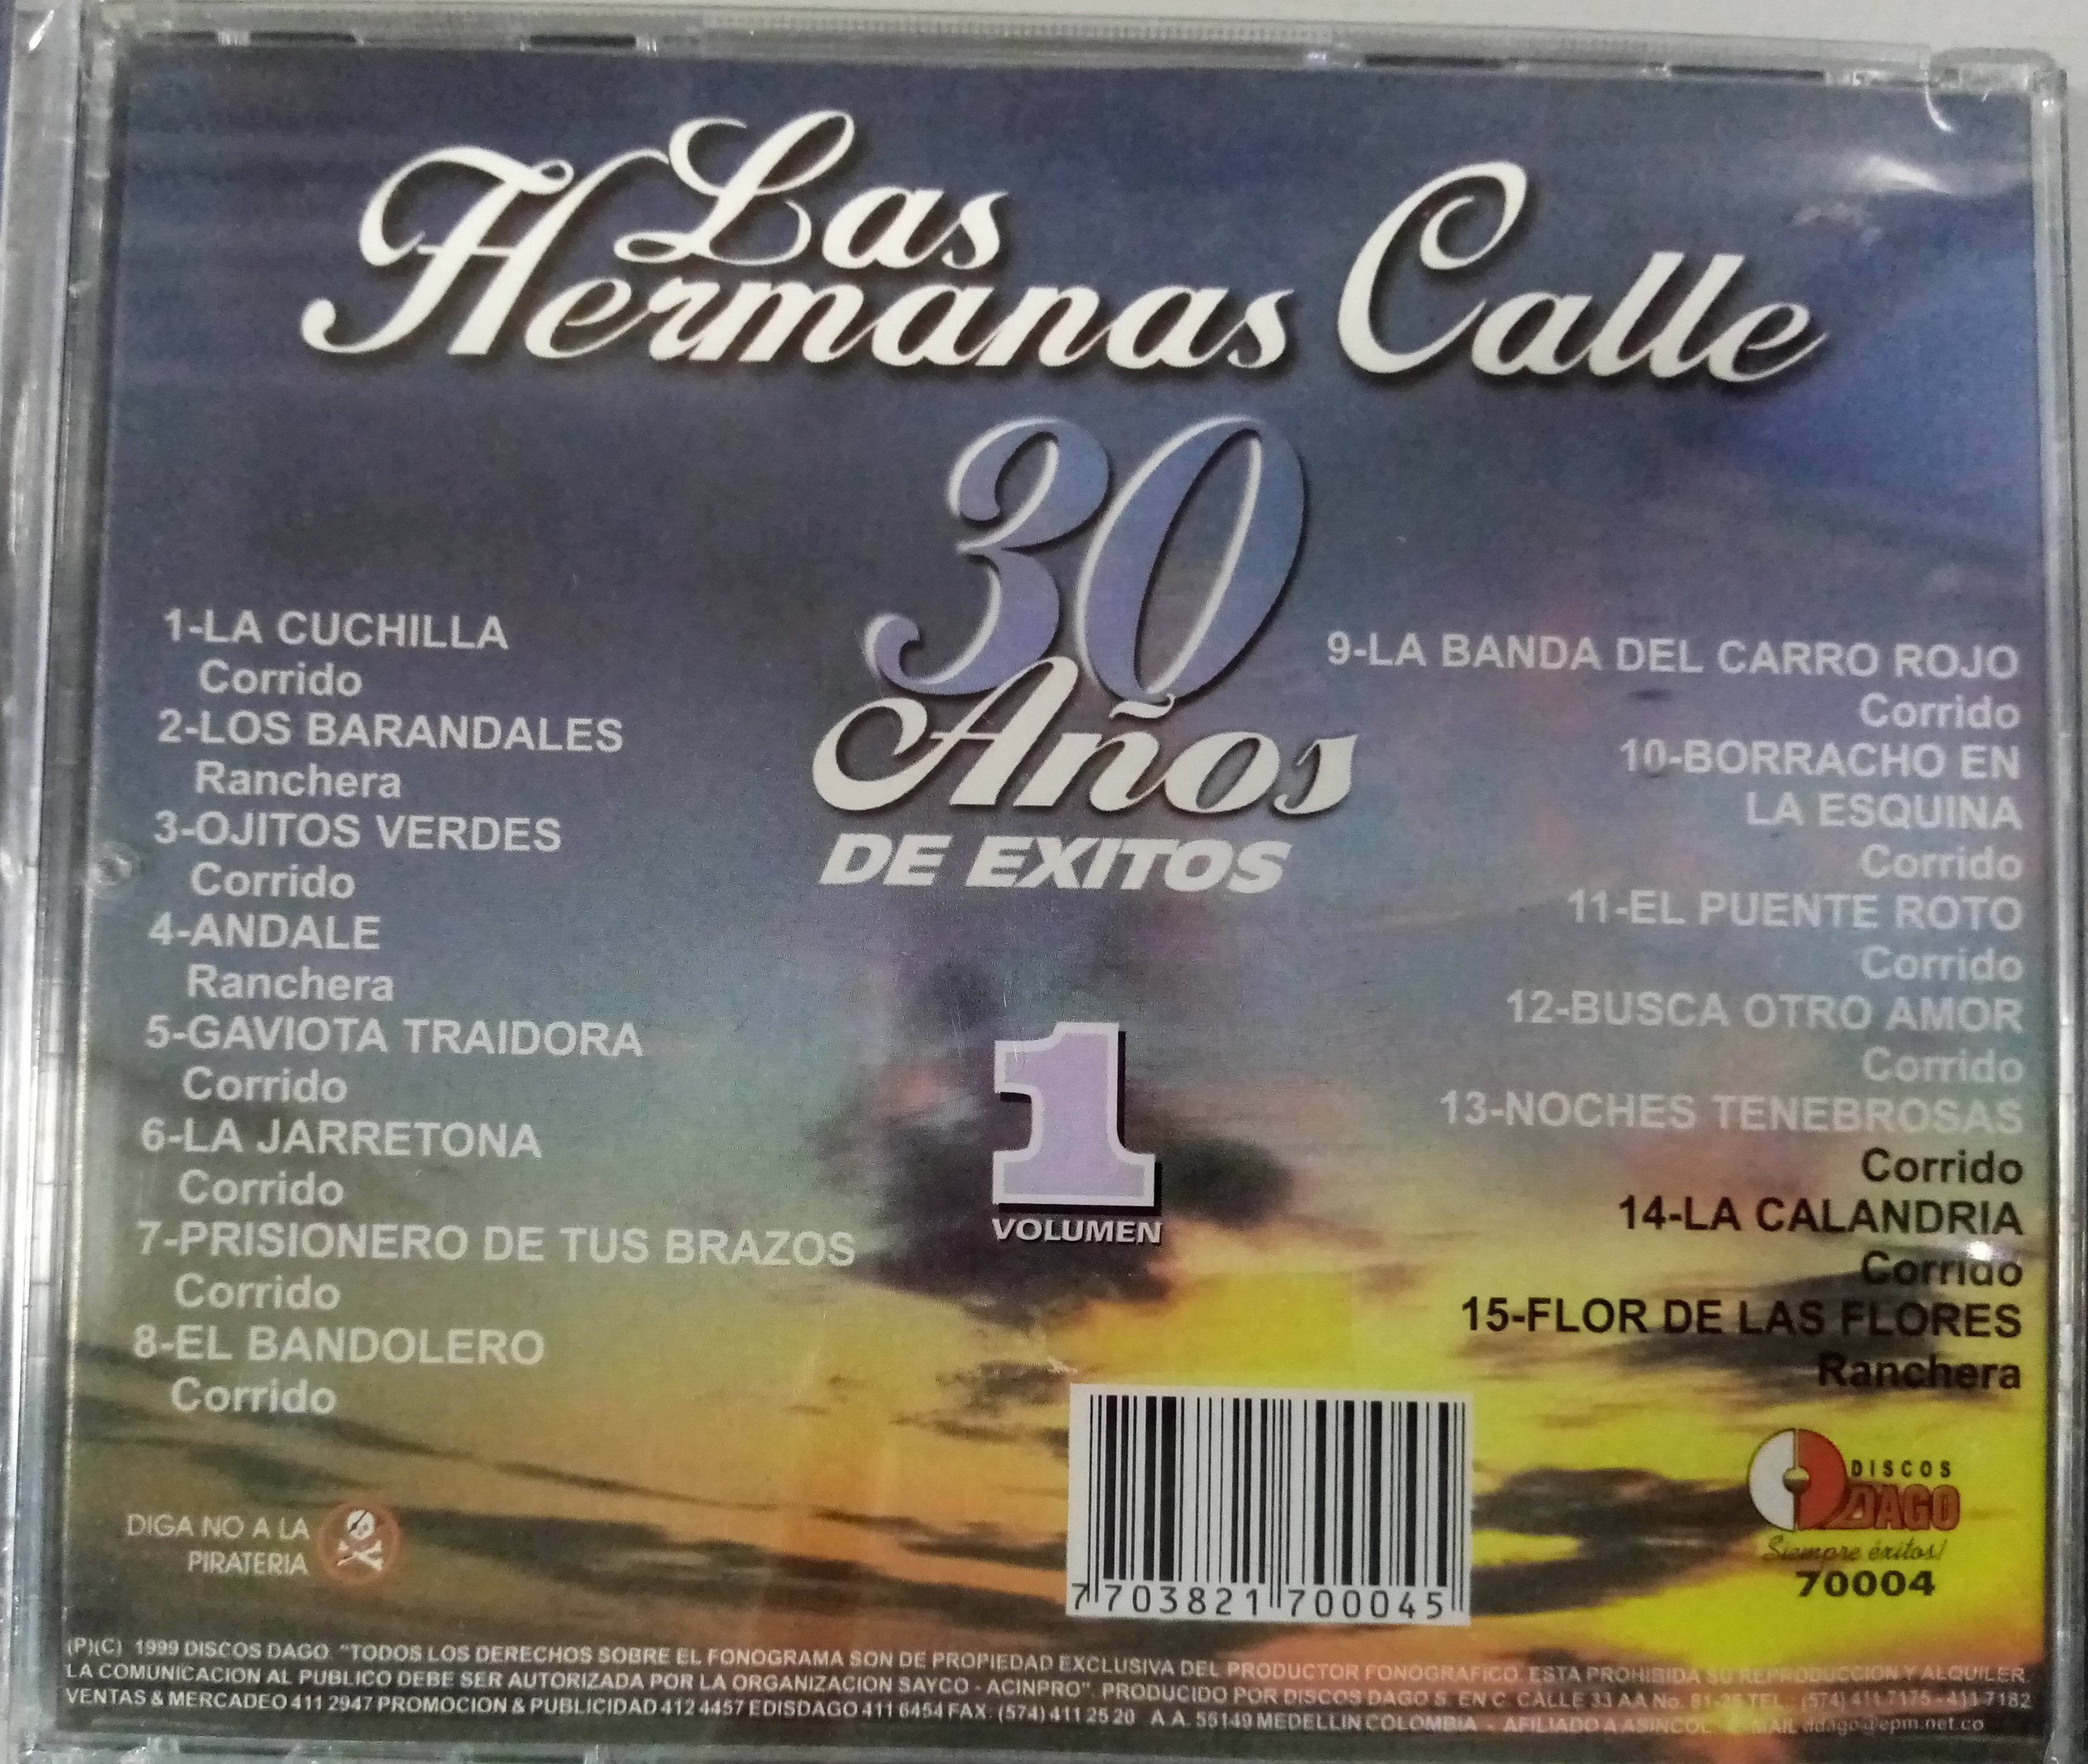 Las
Hermanas Calle
30
Años
DE EXITOS
1
VOLUMEN
1-LA CUCHILLA
Corrido
2-LOS BARANDALES
Ranchera
3-OJITOS VERDES
Corrido
4-ANDALE
Ranchera
5-GAVIOTA TRAIDORA
Corrido
6-LA JARRETONA
Corrido
7-PRISIONERO DE TUS BRAZOS
Corrido
8-EL BANDOLERO
Corrido
9-LA BANDA DEL CARRO ROJO
Corrido
10-BORRACHO EN
LA ESQUINA
Corrido
11-EL PUENTE ROTO
Corrido
12-BUSCA OTRO AMOR
Corrido
13-NOCHES TENEBROSAS
Corrido
14-LA CALANDRIA
Corrido
15-FLOR DE LAS FLORES
Ranchera
DIGA NO A LA
PIRATERIA
7 703821 700045
DISCOS
DAGO
Siempre éxitos!
70004
(P)(C) 1999 DISCOS DAGO. "TODOS LOS DERECHOS SOBRE EL FONOGRAMA SON DE PROPIEDAD EXCLUSIVA DEL PRODUCTOR FONOGRAFICO. ESTA PROHIBIDA SU REPRODUCCION Y ALQUILER.
LA COMUNICACION AL PUBLICO DEBE SER AUTORIZADA POR LA ORGANIZACION SAYCO - ACINPRO". PRODUCIDO POR DISCOS DAGO S. EN C. CALLE 33 AA No. 81-25 TEL.: (574) 411 7175 - 411 7182
VENTAS & MERCADEO 411 2947 PROMOCION & PUBLICIDAD 412 4457 EDISDAGO 411 6454 FAX: (574) 411 25 20 A.A. 55149 MEDELLIN COLOMBIA - AFILIADO A ASINCOL E-MAIL ddago@epm.net.co